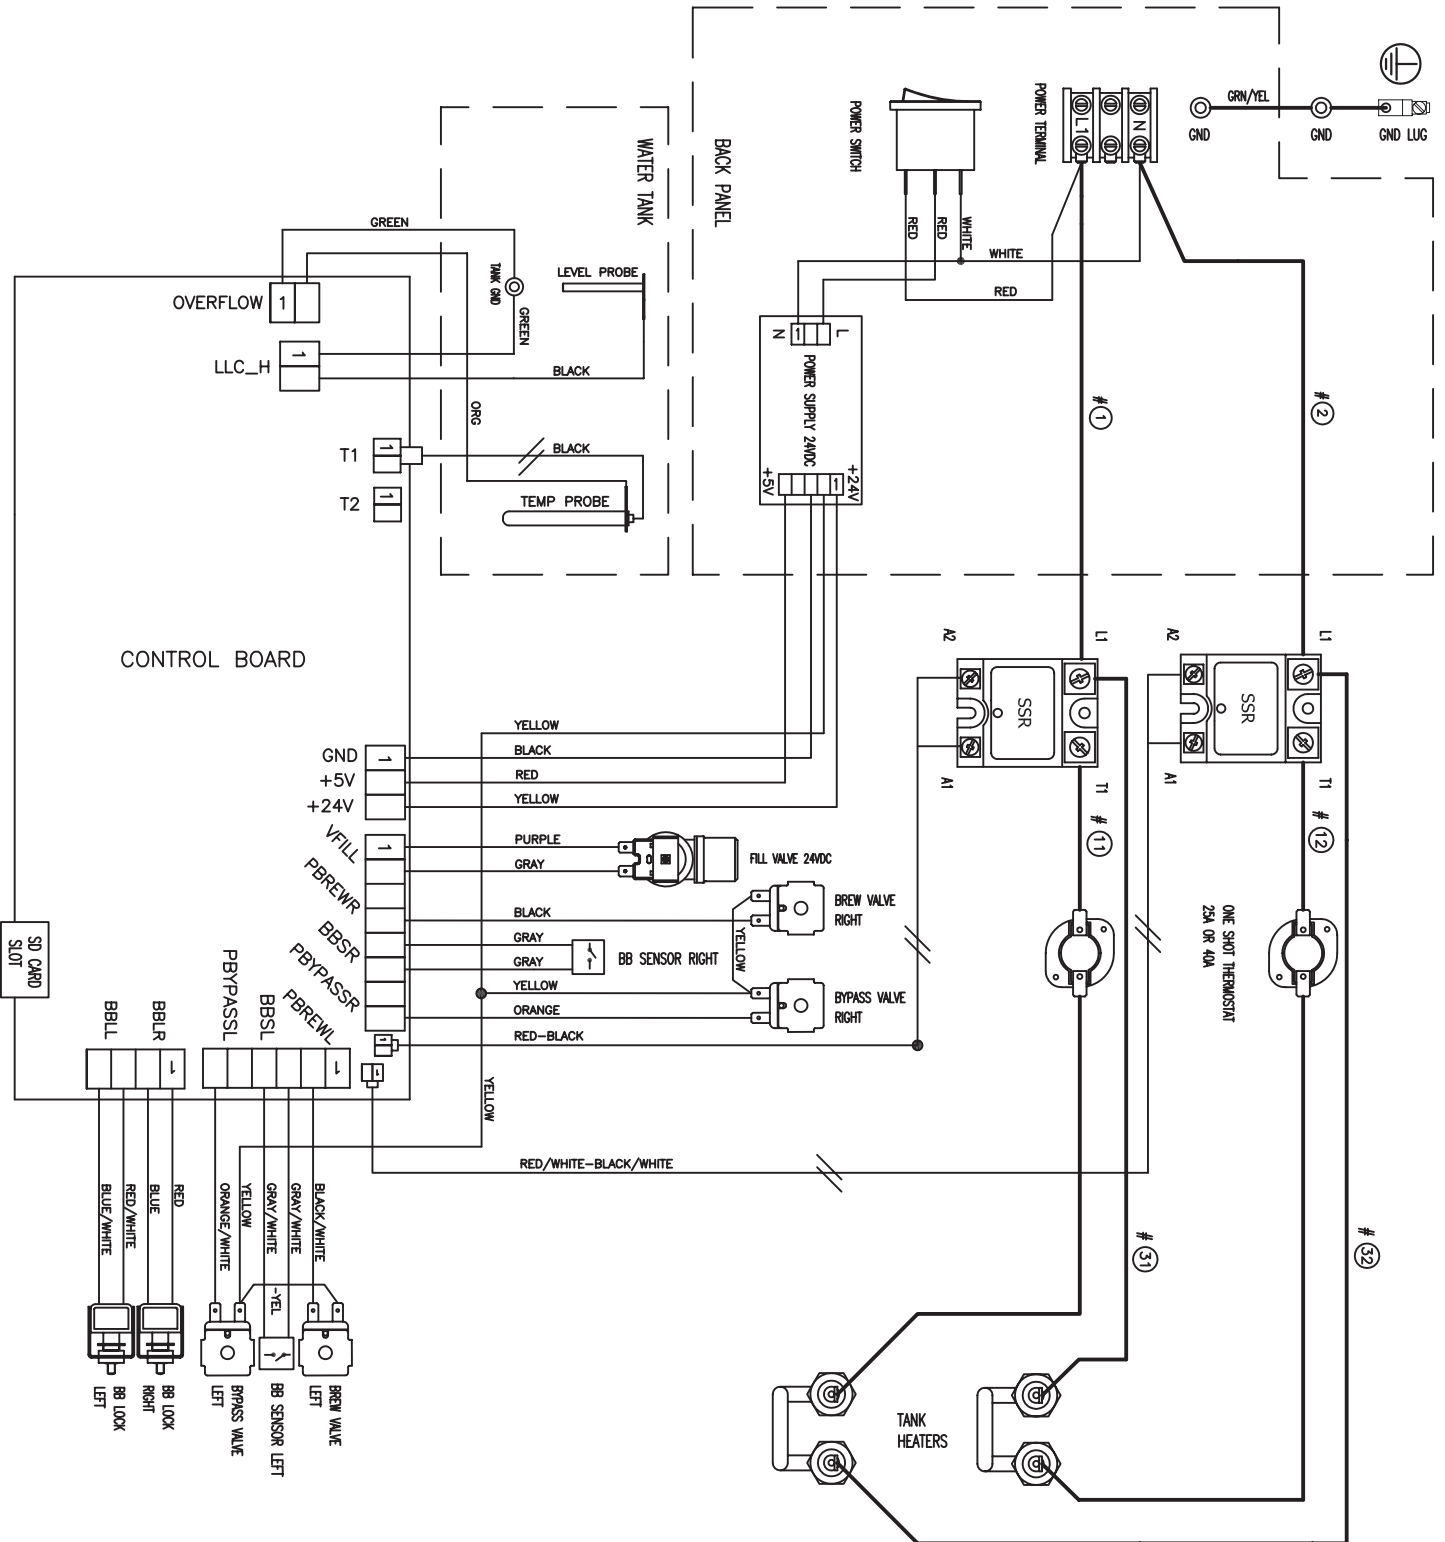 GRN/YEL
GND
GND
GND LUG
POWER TERMINAL
L1
N
POWER SWITCH
BACK PANEL
WATER TANK
RED
RED
WHITE
WHITE
RED
GREEN
TANK GND
LEVEL PROBE
OVERFLOW
1
GREEN
LLC_H
1
BLACK
N
1
L
POWER SUPPLY 24VDC
+5V
1
+24V
ORG
T1
1
BLACK
T2
1
TEMP PROBE
# 1
# 2
CONTROL BOARD
A2
L1
SSR
A1
T1
A2
L1
SSR
A1
T1
# 11
# 12
GND
1
+5V
+24V
YELLOW
BLACK
RED
YELLOW
VFILL
1
PBREWR
BBSR
PBYPASSR
PURPLE
GRAY
FILL VALVE 24VDC
BLACK
BREW VALVE
RIGHT
GRAY
GRAY
BB SENSOR RIGHT
YELLOW
YELLOW
BYPASS VALVE
RIGHT
ORANGE
RED-BLACK
ONE SHOT THERMOSTAT
25A OR 40A
SD CARD
SLOT
BBLL
BBLR
1
PBYPASSL
BBSL
PBREWL
1
1
1
YELLOW
RED/WHITE-BLACK/WHITE
BLUE/WHITE
RED/WHITE
BLUE
RED
ORANGE/WHITE
YELLOW
GRAY/WHITE
GRAY/WHITE
BLACK/WHITE
-YEL
# 31
# 32
BB LOCK
LEFT
BB LOCK
RIGHT
BYPASS VALVE
LEFT
BB SENSOR LEFT
BREW VALVE
LEFT
TANK
HEATERS